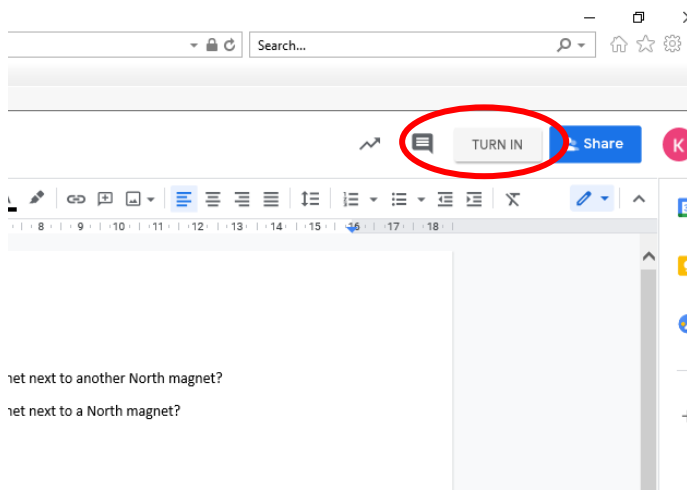 Search...
TURN IN Share K
8 9 10 11 12 13 14 15 16 17 18
net next to another North magnet?
net next to a North magnet?